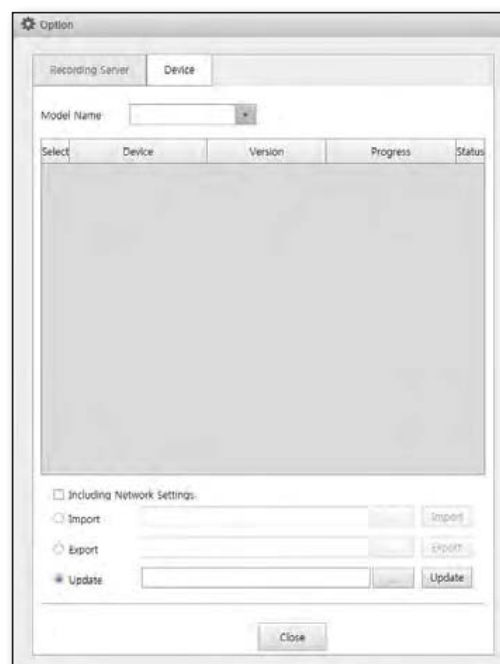 Option
Recording Server Device
Model Name
Select Device Version Progress Status
Including Network Settings.
Import ... Import
Export ... Export
Update ... Update
Close